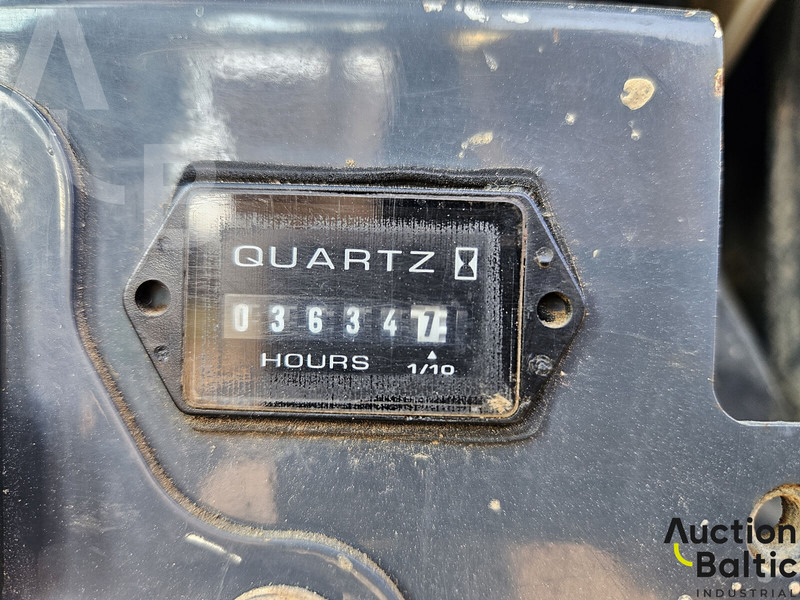 QUARTZ
036347
HOURS 1/10
Auction
Baltic
INDUSTRIAL